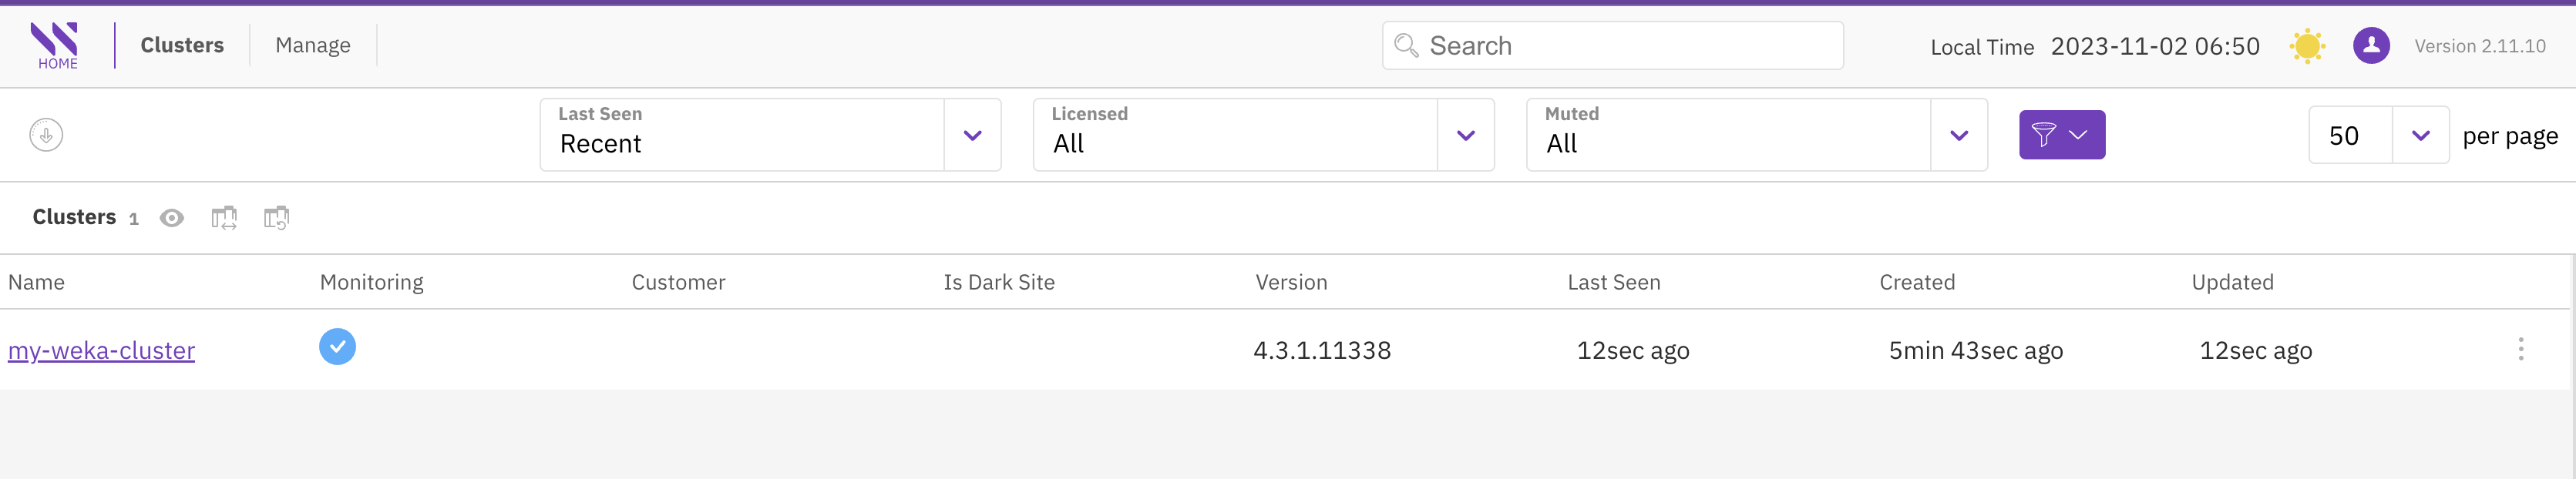 HOME
Clusters
Manage
Search
Local Time 2023-11-02 06:50
Version 2.11.10
Last Seen
Recent
Licensed
All
Muted
All
50 per page
Clusters 1
Name Monitoring Customer Is Dark Site Version Last Seen Created Updated
my-weka-cluster 4.3.1.11338 12sec ago 5min 43sec ago 12sec ago